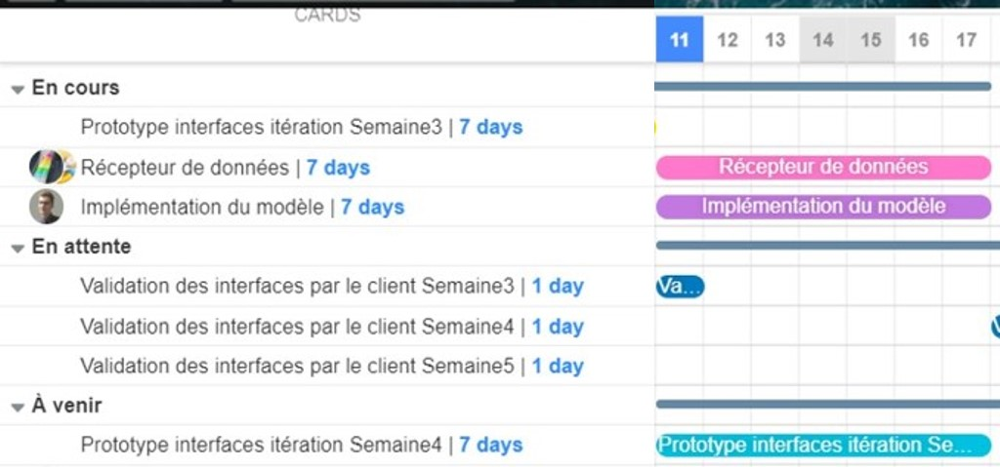 CARDS
11 12 13 14 15 16 17
En cours
Prototype interfaces itération Semaine3 | 7 days
Récepteur de données | 7 days Récepteur de données
Implémentation du modèle | 7 days Implémentation du modèle
En attente
Validation des interfaces par le client Semaine3 | 1 day Va...
Validation des interfaces par le client Semaine4 | 1 day
Validation des interfaces par le client Semaine5 | 1 day
À venir
Prototype interfaces itération Semaine4 | 7 days Prototype interfaces itération Se...